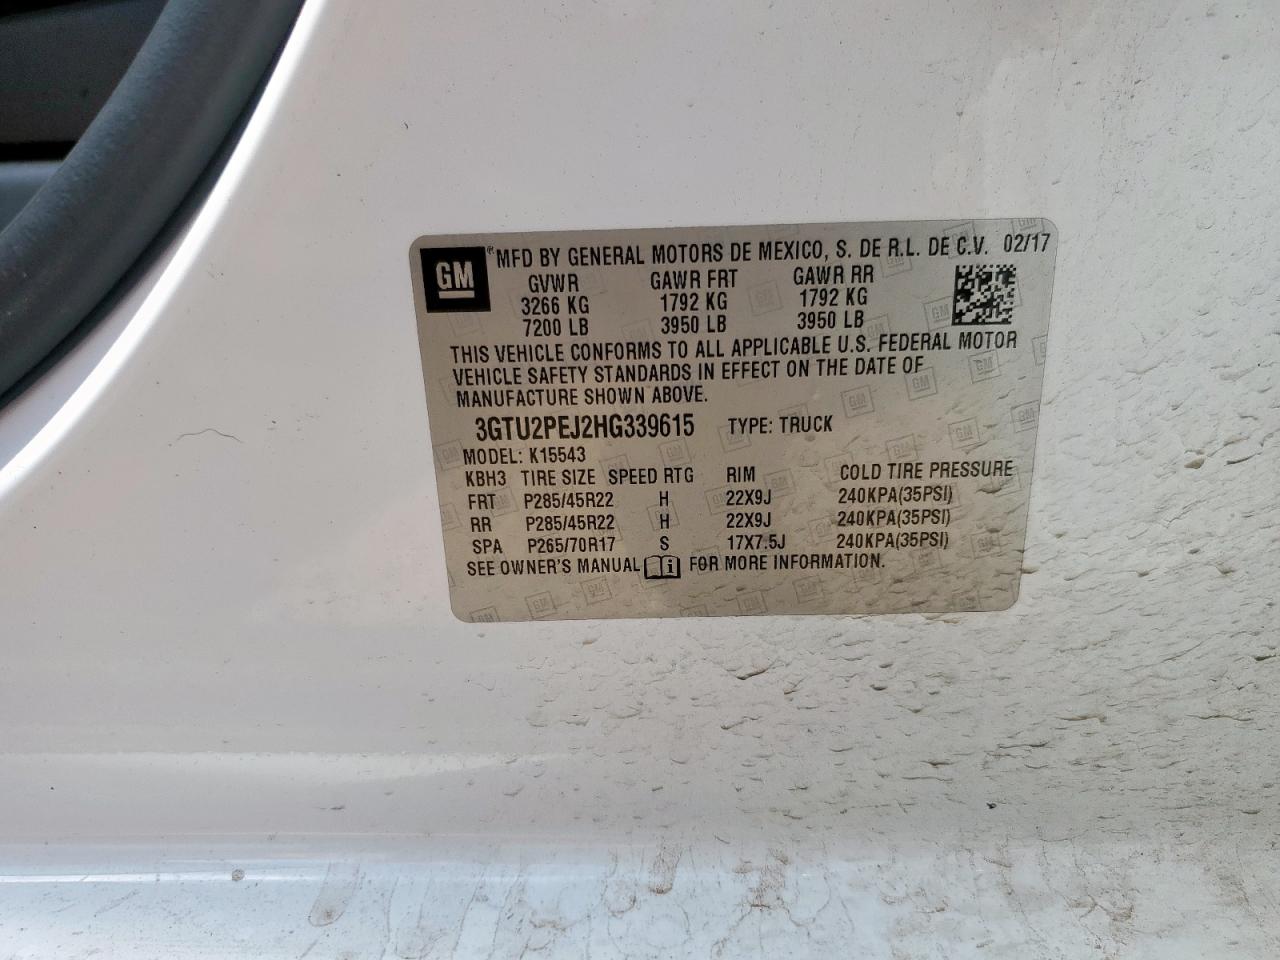 GM ® MFD BY GENERAL MOTORS DE MEXICO, S. DE R.L. DE C.V. 02/17
GVWR GAWR FRT GAWR RR
3266 KG 1792 KG 1792 KG
7200 LB 3950 LB 3950 LB
THIS VEHICLE CONFORMS TO ALL APPLICABLE U.S. FEDERAL MOTOR
VEHICLE SAFETY STANDARDS IN EFFECT ON THE DATE OF
MANUFACTURE SHOWN ABOVE.
3GTU2PEJ2HG339615 TYPE: TRUCK
MODEL: K15543
KBH3 TIRE SIZE SPEED RTG RIM COLD TIRE PRESSURE
FRT P285/45R22 H 22X9J 240KPA(35PSI)
RR P285/45R22 H 22X9J 240KPA(35PSI)
SPA P265/70R17 S 17X7.5J 240KPA(35PSI)
SEE OWNER'S MANUAL i FOR MORE INFORMATION.